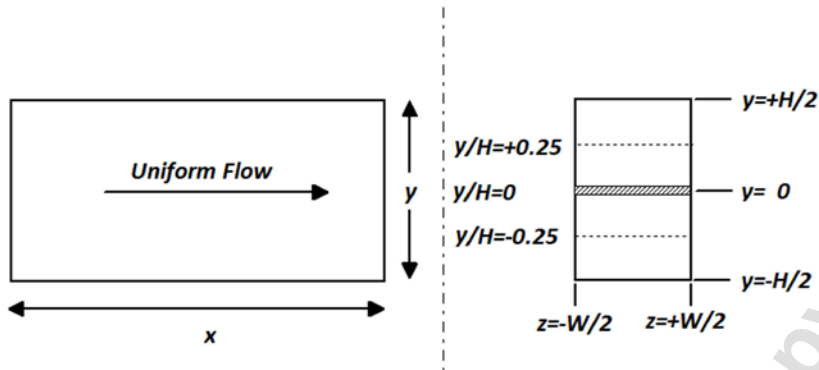 Uniform Flow
y
x
y/H=+0.25
y/H=0
y/H=-0.25
y=+H/2
y= 0
y=-H/2
z=-W/2
z=+W/2